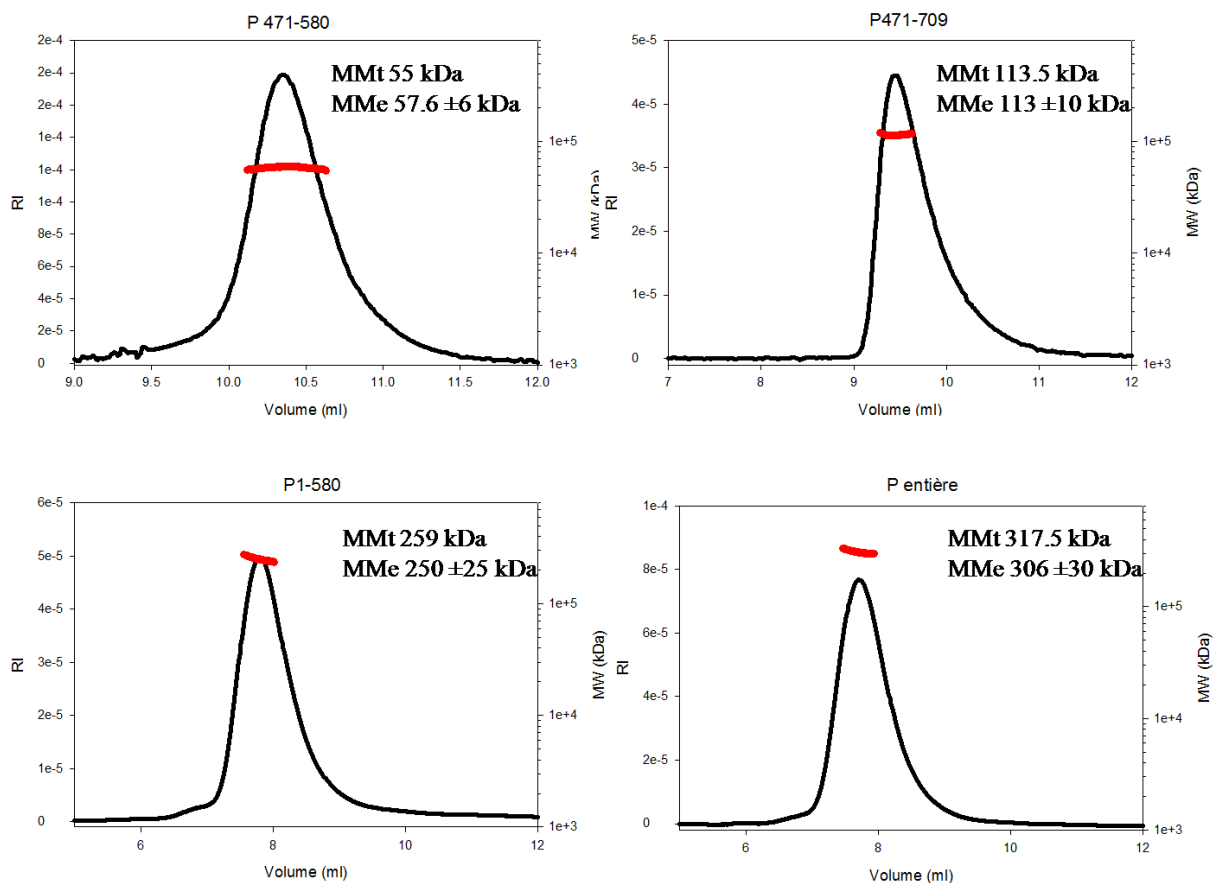 P 471-580
2e-4
2e-4
2e-4
1e-4
1e-4
1e-4
8e-5
6e-5
4e-5
2e-5
0
RI
MMt 55 kDa
MMe 57.6 ±6 kDa
1e+5
1e+4
1e+3
MW (kDa)
9.0 9.5 10.0 10.5 11.0 11.5 12.0
Volume (ml)
P471-709
5e-5
4e-5
3e-5
2e-5
1e-5
0
RI
MMt 113.5 kDa
MMe 113 ±10 kDa
1e+5
1e+4
1e+3
MW (kDa)
7 8 9 10 11 12
Volume (ml)
P1-580
6e-5
5e-5
4e-5
3e-5
2e-5
1e-5
0
RI
MMt 259 kDa
MMe 250 ±25 kDa
1e+5
1e+4
1e+3
MW (kDa)
6 8 10 12
Volume (ml)
P entière
1e-4
8e-5
6e-5
4e-5
2e-5
0
RI
MMt 317.5 kDa
MMe 306 ±30 kDa
1e+5
1e+4
1e+3
MW (kDa)
6 8 10 12
Volume (ml)